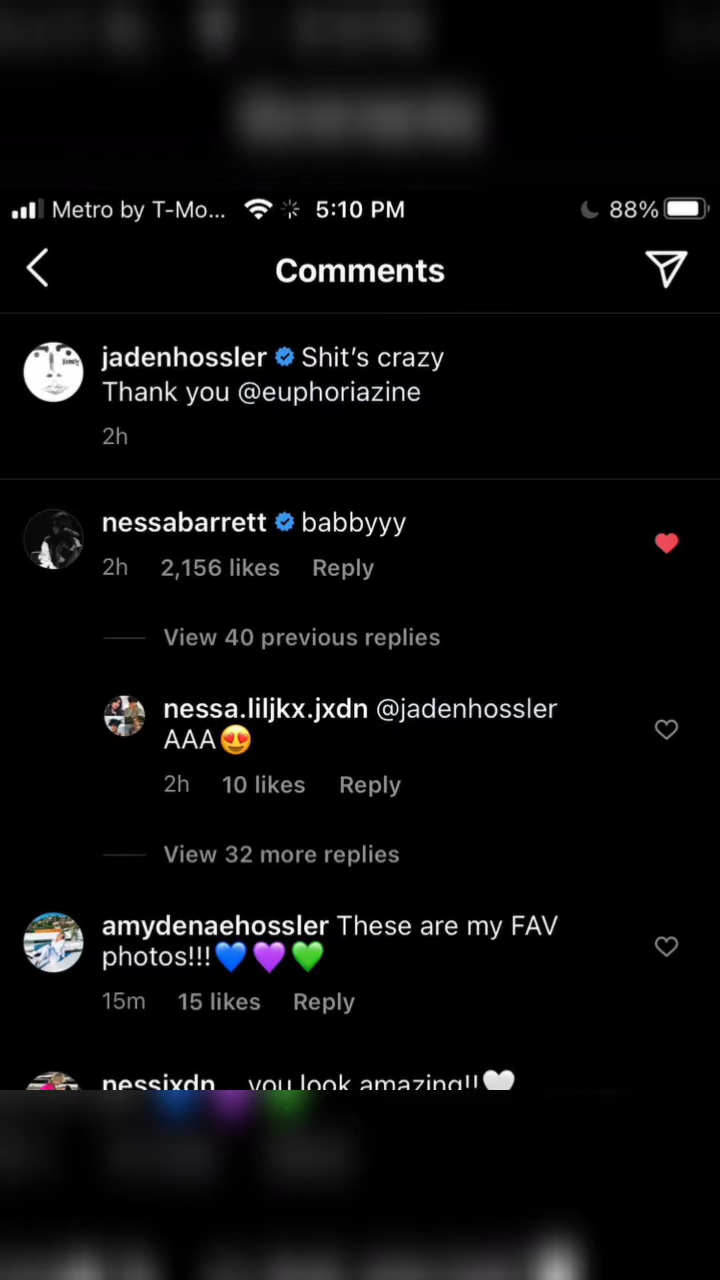 Metro by T-Mo... 5:10 PM 88%
Comments
jadenhossler Shit's crazy
Thank you @euphoriazine
2h
nessabarrett babbyyy
2h 2,156 likes Reply
View 40 previous replies
nessa.liljkx.jxdn @jadenhossler
AAA😍
2h 10 likes Reply
View 32 more replies
amydenaehossler These are my FAV
photos!!!💙💜💚
15m 15 likes Reply
nessjxdn_ you look amazing!!🤍